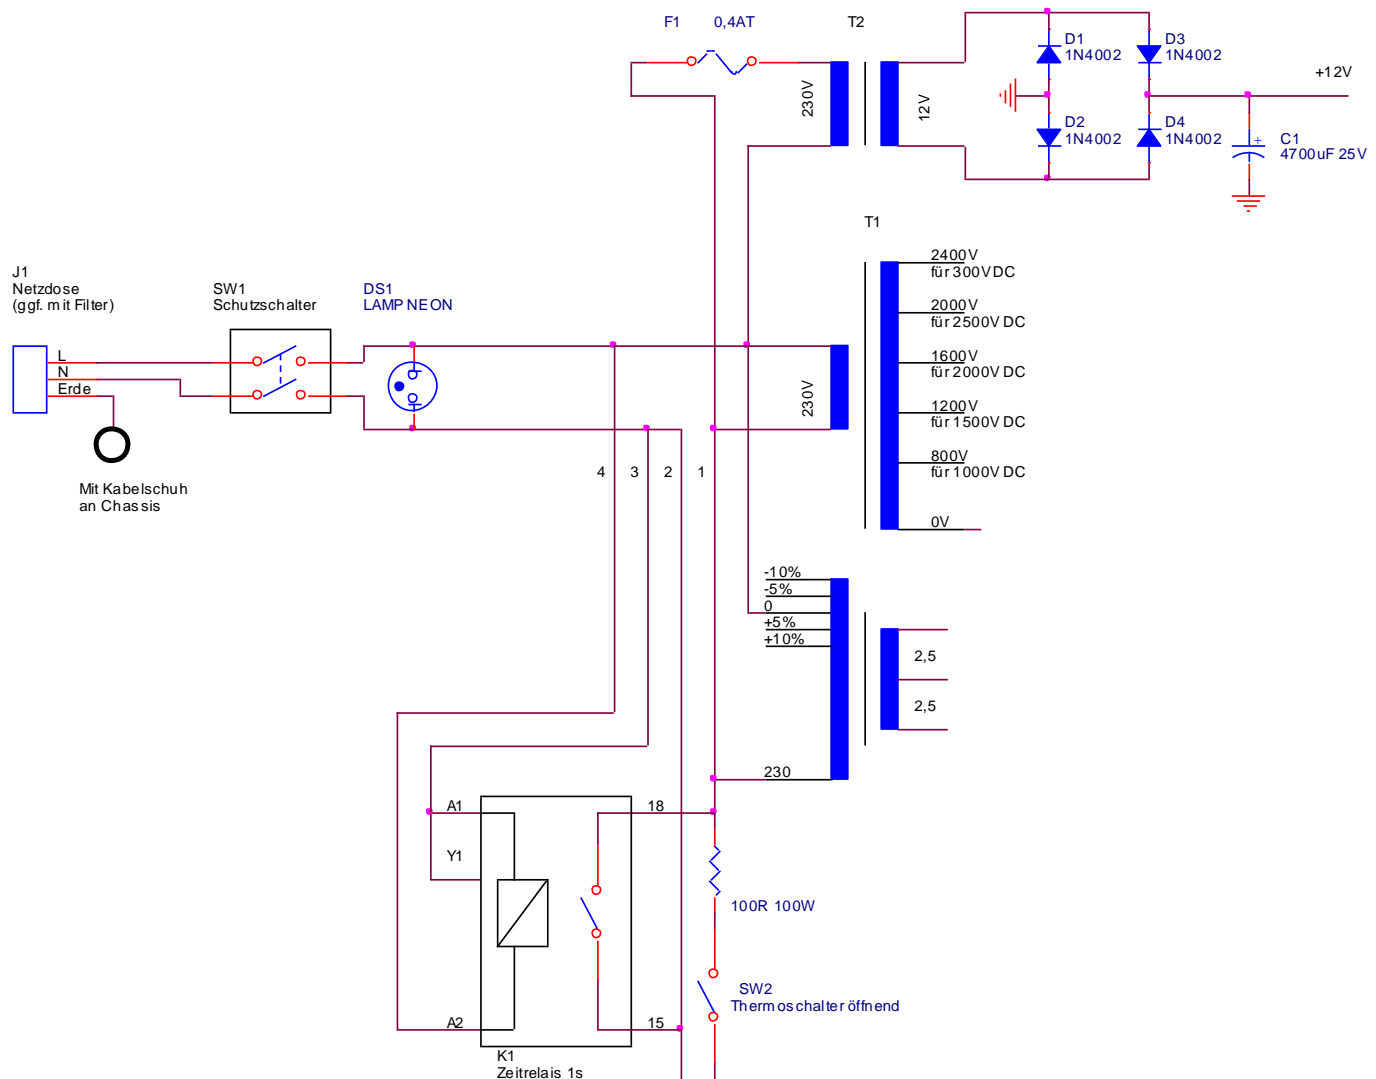 F1 0,4AT
T2
D1
1N4002
D3
1N4002
+12V
230V
12V
D2
1N4002
D4
1N4002
+
C1
4700uF 25V
T1
2400V
für 300V DC
2000V
für 2500V DC
1600V
für 2000V DC
1200V
für 1500V DC
800V
für 1000V DC
0V
J1
Netzdose
(ggf. mit Filter)
SW1
Schutzschalter
DS1
LAMP NEON
L
N
Erde
230V
Mit Kabelschuh
an Chassis
4 3 2 1
-10%
-5%
0
+5%
+10%
2,5
2,5
230
A1
18
Y1
100R 100W
SW2
Thermoschalter öffnend
A2
15
K1
Zeitrelais 1s